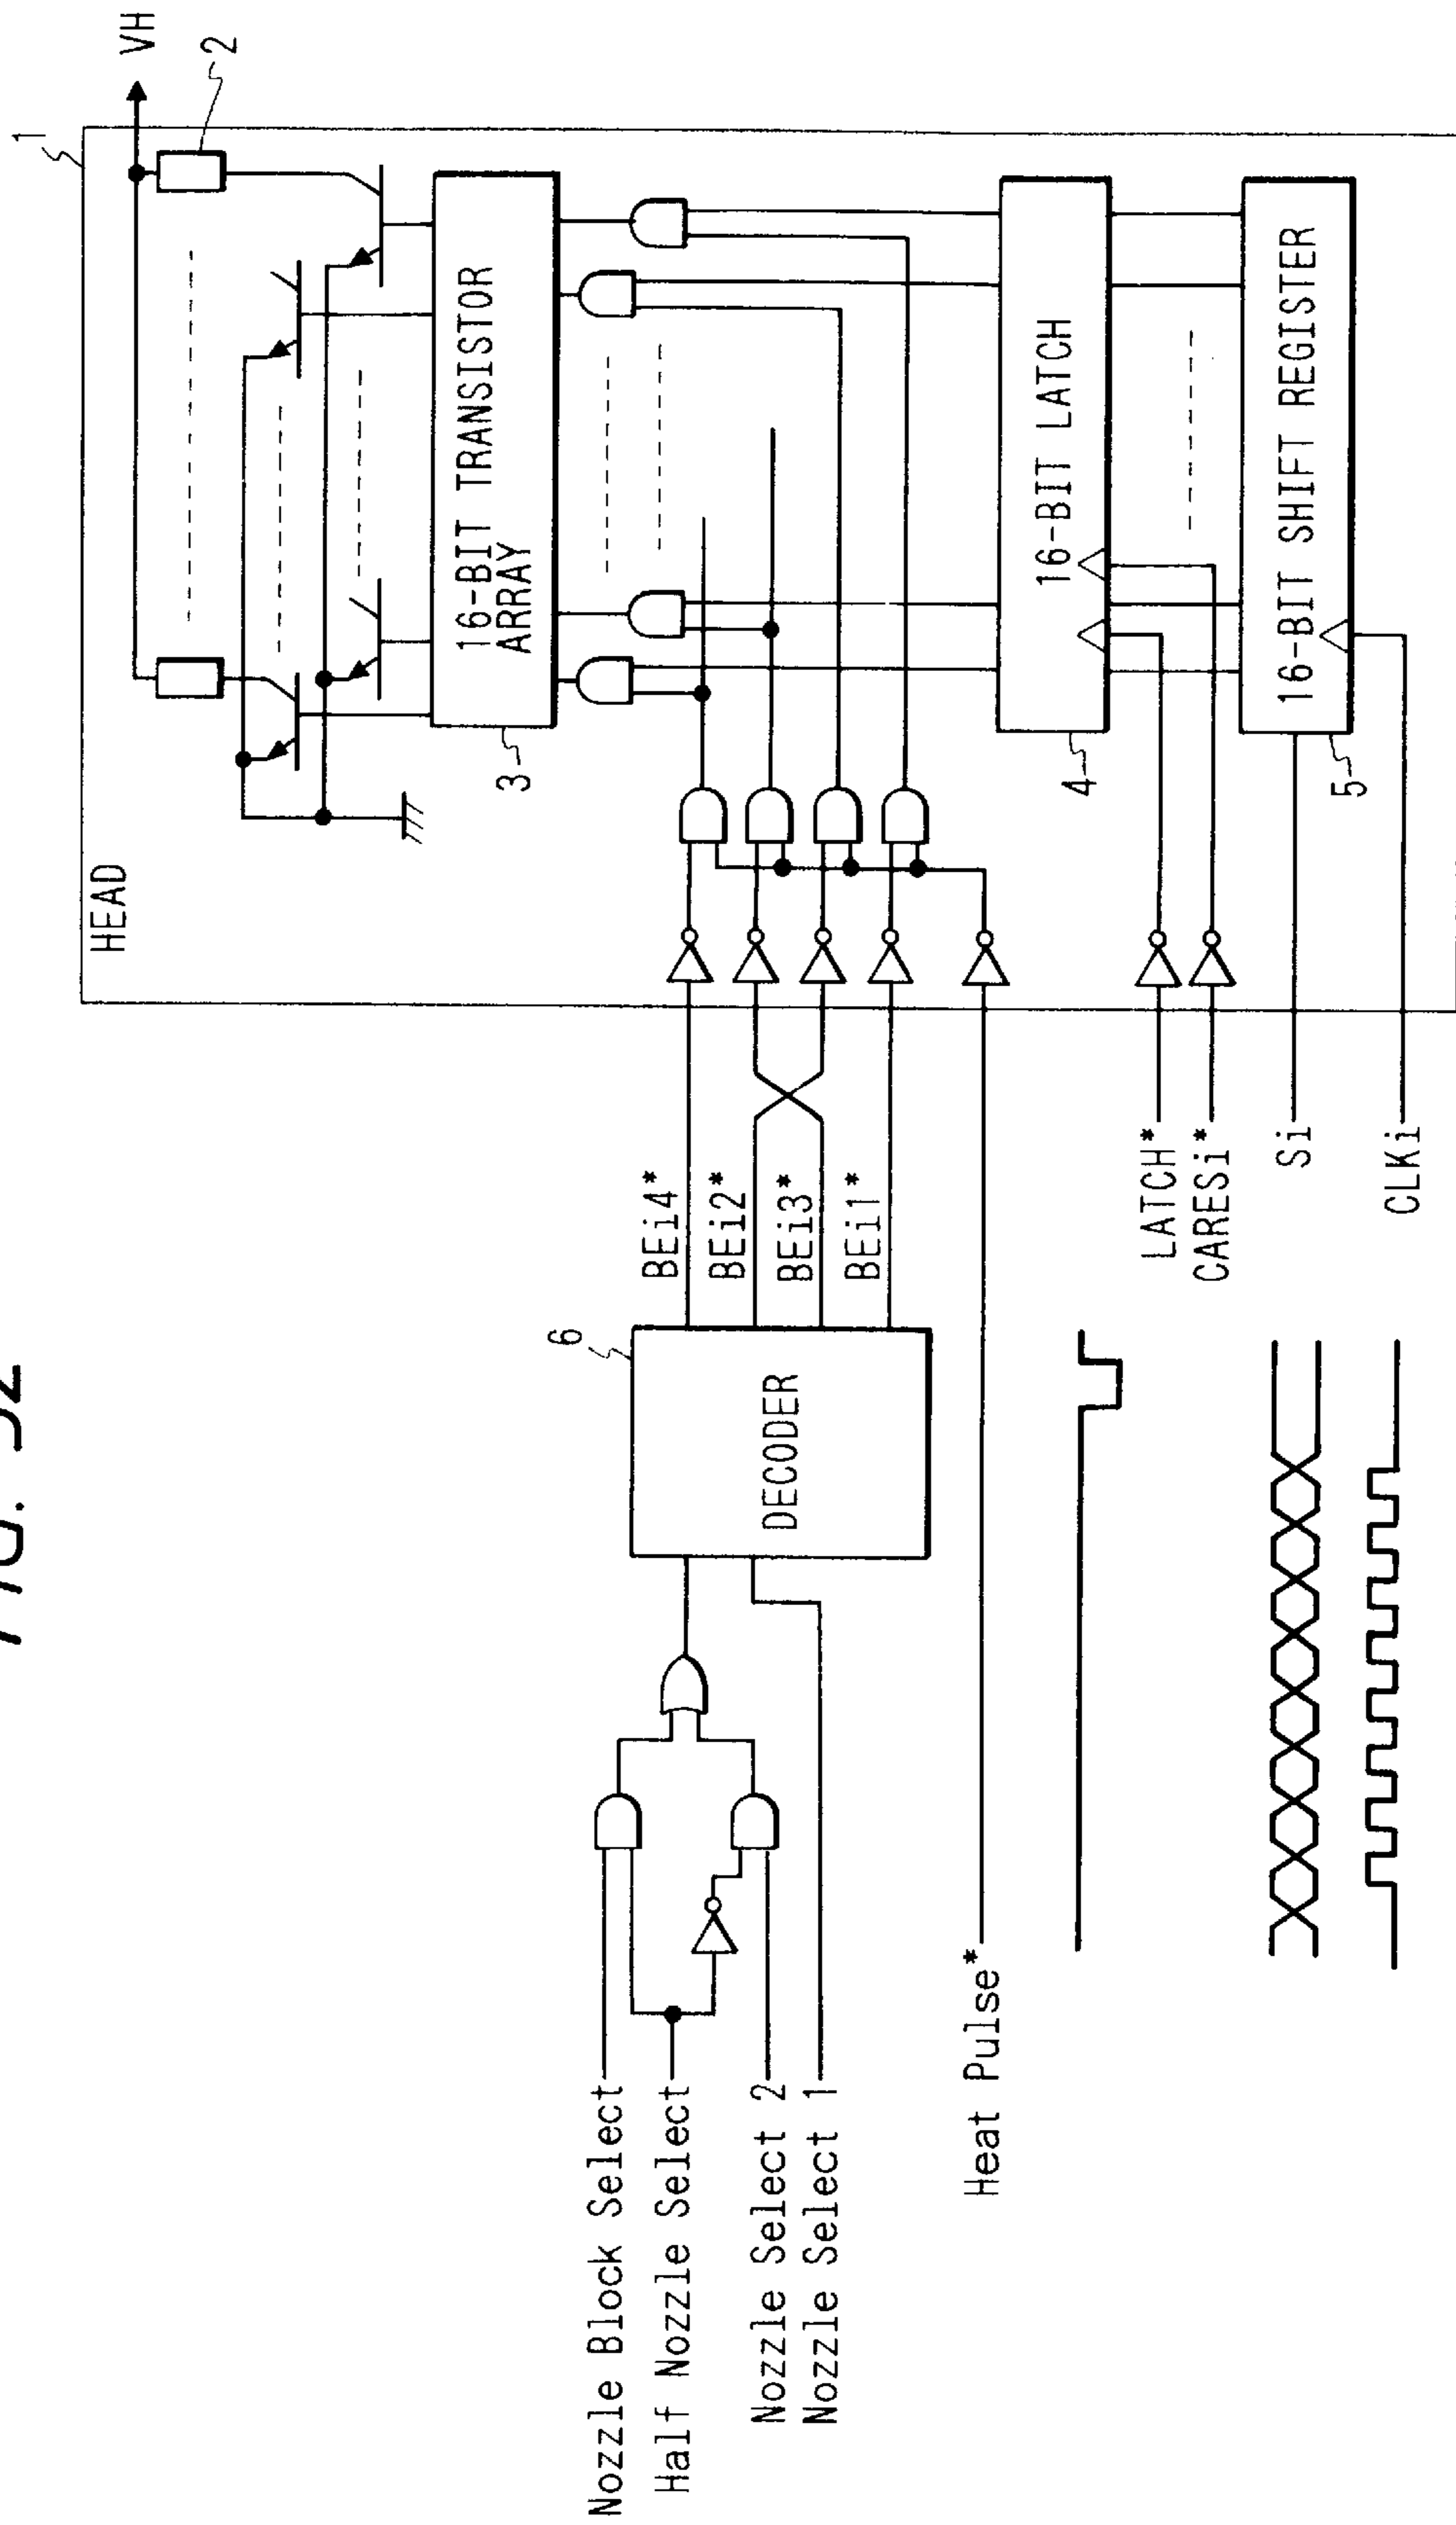 FIG. 32
1
VH
2
HEAD
16-BIT TRANSISTOR
ARRAY
3
16-BIT LATCH
4
16-BIT SHIFT REGISTER
5
6
DECODER
BEi4*
BEi2*
BEi3*
BEi1*
Nozzle Block Select
Half Nozzle Select
Nozzle Select 2
Nozzle Select 1
Heat Pulse*
LATCH*
CARESi*
Si
CLKi